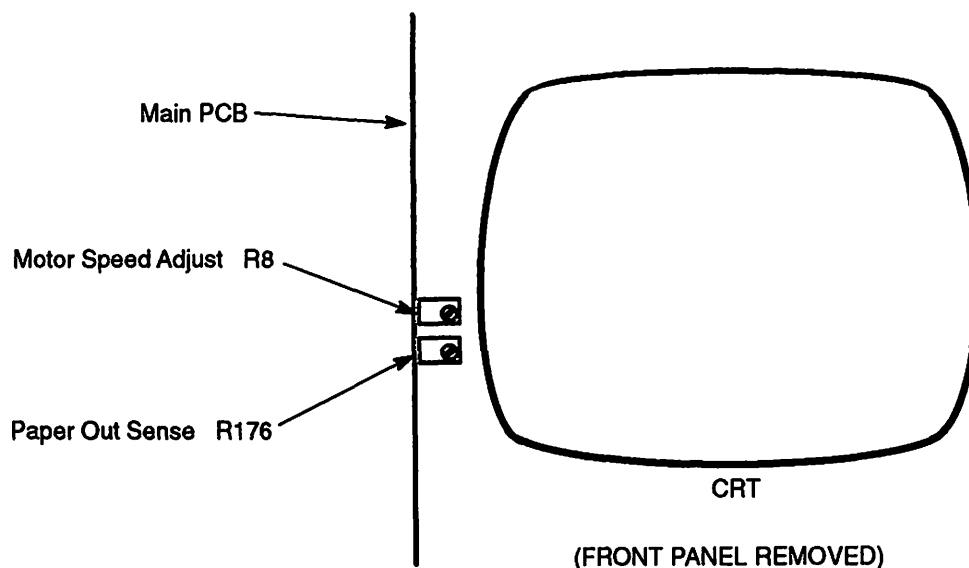 Main PCB
Motor Speed Adjust R8
Paper Out Sense R176
CRT
(FRONT PANEL REMOVED)